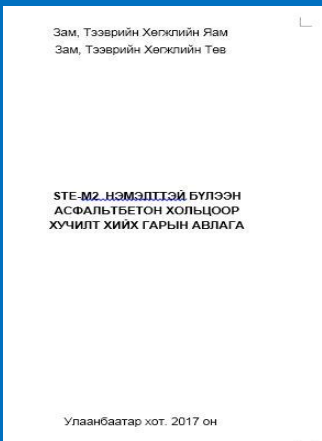 Зам, Тээврийн Хөгжлийн Яам
Зам, Тээврийн Хөгжлийн Төв
STE-M2 НЭМЭЛТТЭЙ БҮЛЭЭН
АСФАЛЬТБЕТОН ХОЛЬЦООР
ХУЧИЛТ ХИЙХ ГАРЫН АВЛАГА
Улаанбаатар хот. 2017 он